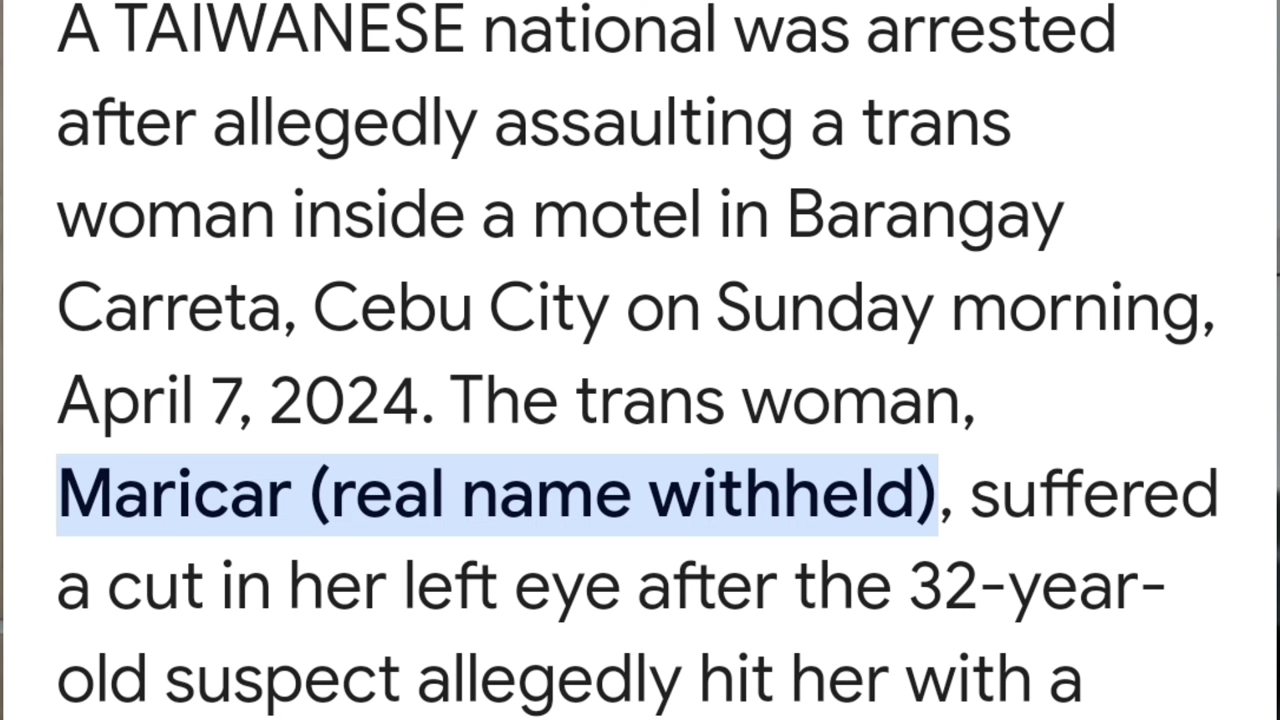 A TAIWANESE national was arrested
after allegedly assaulting a trans
woman inside a motel in Barangay
Carreta, Cebu City on Sunday morning,
April 7, 2024. The trans woman,
Maricar (real name withheld), suffered
a cut in her left eye after the 32-year-
old suspect allegedly hit her with a